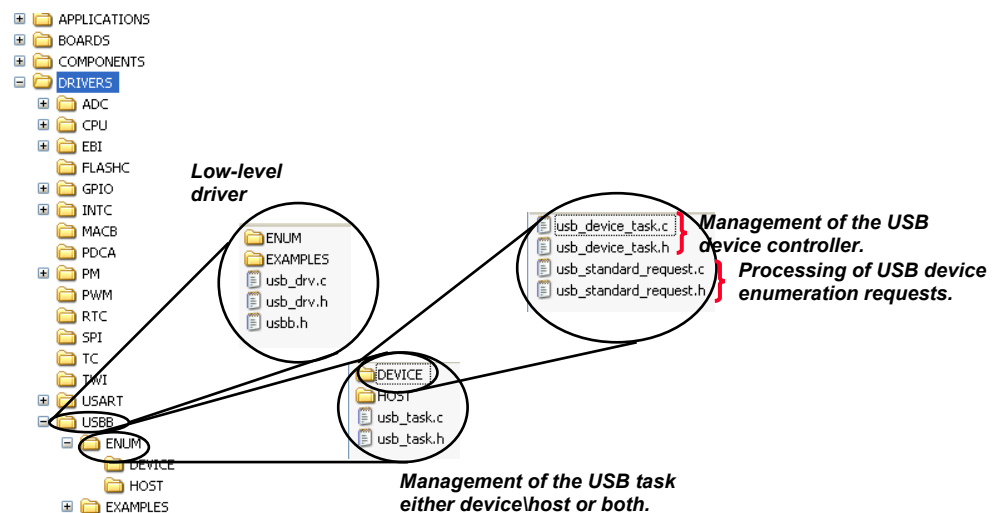 APPLICATIONS
BOARDS
COMPONENTS
DRIVERS
ADC
CPU
EBI
FLASHC
GPIO
INTC
MACB
PDCA
PM
PWM
RTC
SPI
TC
TWI
USART
USBB
ENUM
DEVICE
HOST
EXAMPLES
Low-level
driver
ENUM
EXAMPLES
usb_drv.c
usb_drv.h
usbb.h
DEVICE
HOST
usb_task.c
usb_task.h
Management of the USB task
either device\host or both.
usb_device_task.c
usb_device_task.h
usb_standard_request.c
usb_standard_request.h
Management of the USB
device controller.
Processing of USB device
enumeration requests.